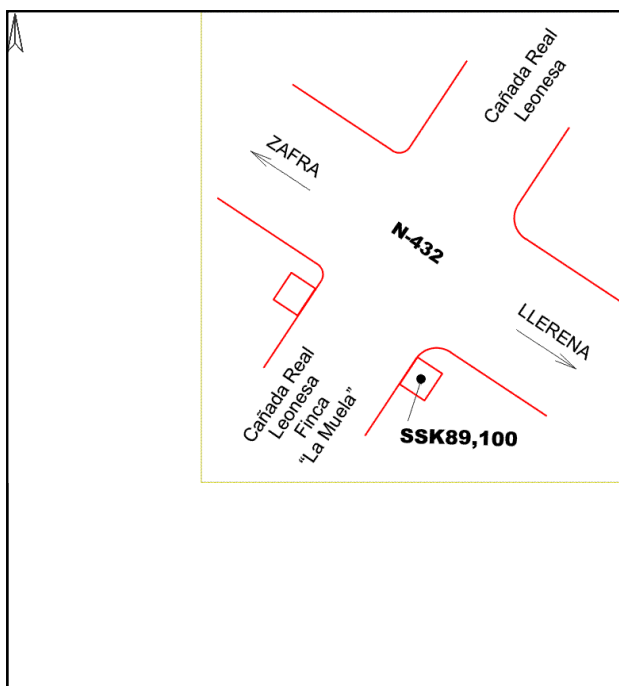 Cañada Real
Leonesa
ZAFRA
N-432
LLERENA
Cañada Real
Leonesa
Finca
“La Muela”
SSK89,100